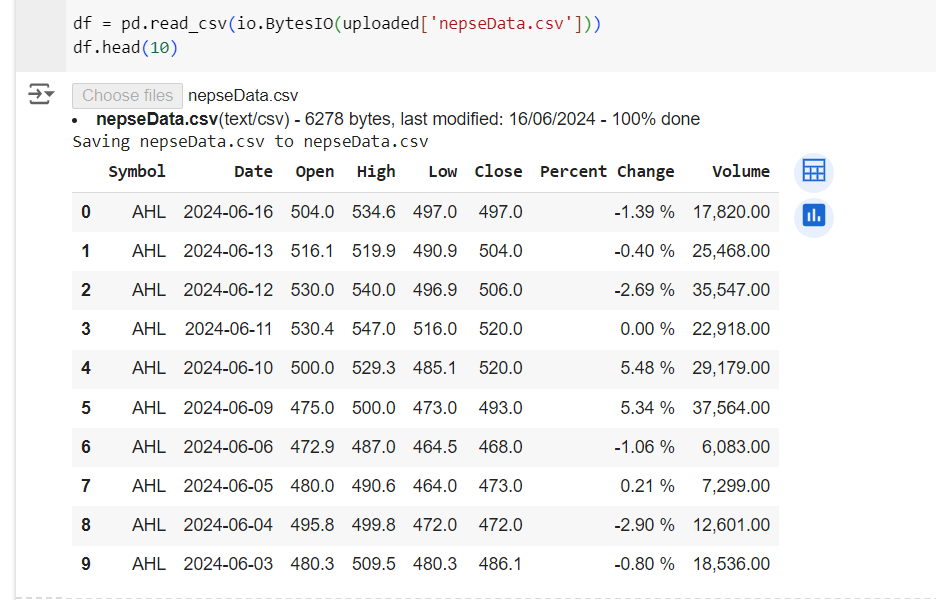 df = pd.read_csv(io.BytesIO(uploaded['nepseData.csv']))
df.head(10)
Choose files nepseData.csv
• nepseData.csv(text/csv) - 6278 bytes, last modified: 16/06/2024 - 100% done
Saving nepseData.csv to nepseData.csv
Symbol Date Open High Low Close Percent Change Volume
0 AHL 2024-06-16 504.0 534.6 497.0 497.0 -1.39 % 17,820.00
1 AHL 2024-06-13 516.1 519.9 490.9 504.0 -0.40 % 25,468.00
2 AHL 2024-06-12 530.0 540.0 496.9 506.0 -2.69 % 35,547.00
3 AHL 2024-06-11 530.4 547.0 516.0 520.0 0.00 % 22,918.00
4 AHL 2024-06-10 500.0 529.3 485.1 520.0 5.48 % 29,179.00
5 AHL 2024-06-09 475.0 500.0 473.0 493.0 5.34 % 37,564.00
6 AHL 2024-06-06 472.9 487.0 464.5 468.0 -1.06 % 6,083.00
7 AHL 2024-06-05 480.0 490.6 464.0 473.0 0.21 % 7,299.00
8 AHL 2024-06-04 495.8 499.8 472.0 472.0 -2.90 % 12,601.00
9 AHL 2024-06-03 480.3 509.5 480.3 486.1 -0.80 % 18,536.00